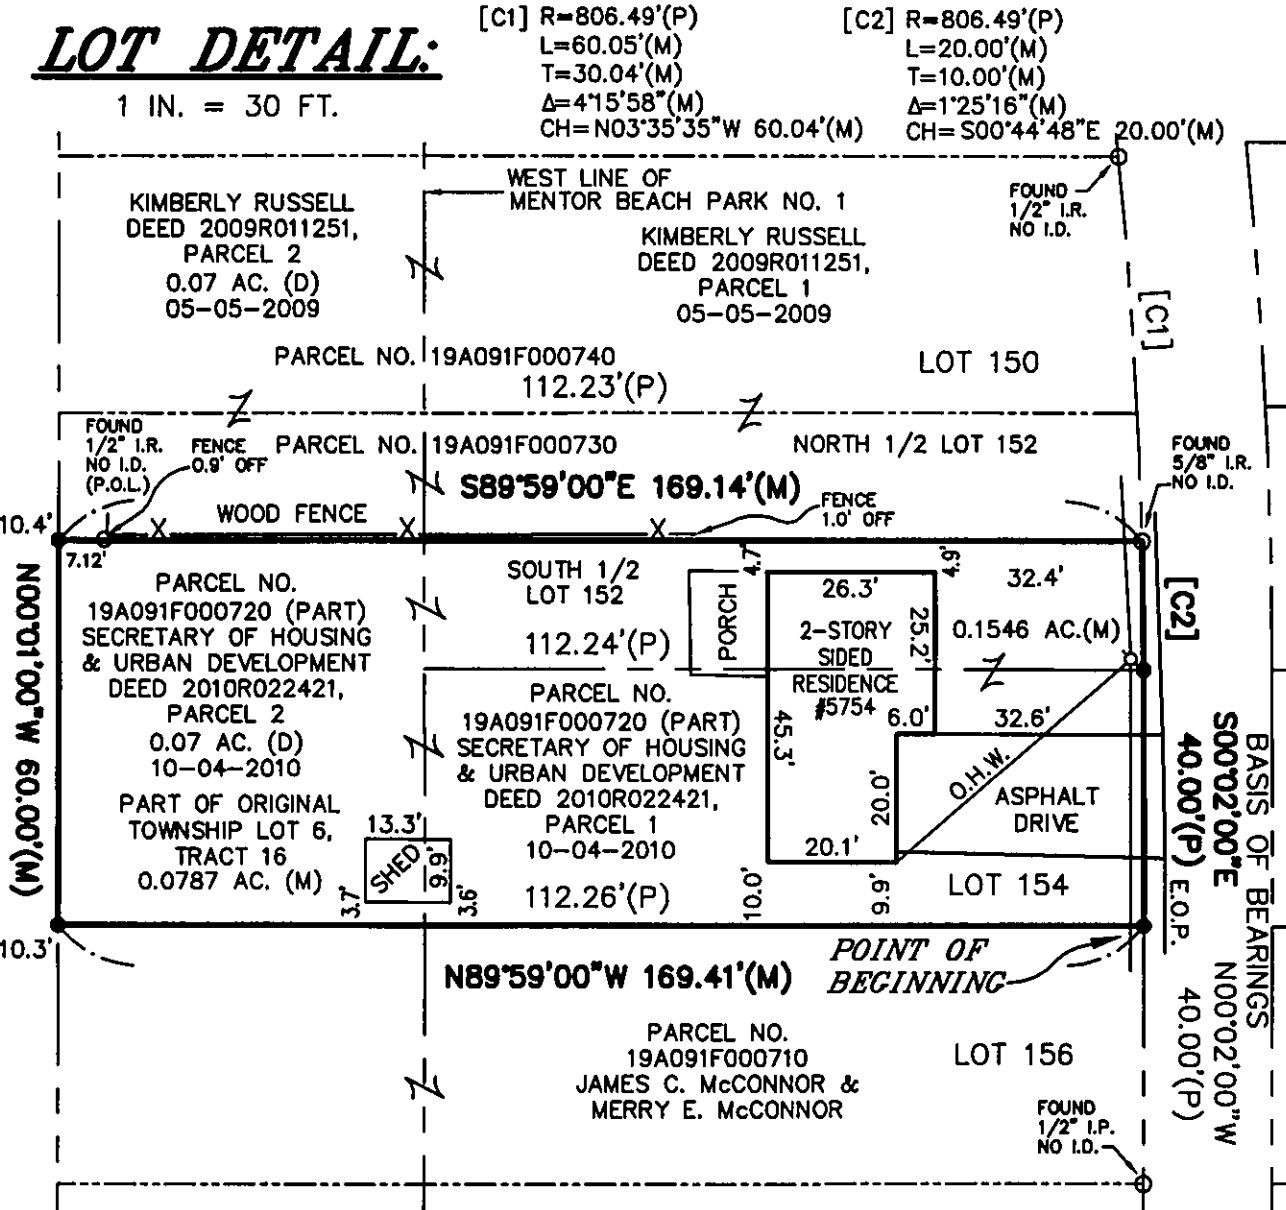 LOT DETAIL:
1 IN. = 30 FT.
[C1] R=806.49'(P)
L=60.05'(M)
T=30.04'(M)
Δ=4°15'58"(M)
CH=N03°35'35"W 60.04'(M)
[C2] R=806.49'(P)
L=20.00'(M)
T=10.00'(M)
Δ=1°25'16"(M)
CH=S00°44'48"E 20.00'(M)
KIMBERLY RUSSELL
DEED 2009R011251,
PARCEL 2
0.07 AC. (D)
05-05-2009
WEST LINE OF
MENTOR BEACH PARK NO. 1
KIMBERLY RUSSELL
DEED 2009R011251,
PARCEL 1
05-05-2009
FOUND
1/2" I.R.
NO I.D.
[C1]
PARCEL NO. 19A091F000740
112.23'(P)
LOT 150
FOUND
1/2" I.R.
NO I.D.
(P.O.L.)
FENCE
0.9' OFF
PARCEL NO. 19A091F000730
NORTH 1/2 LOT 152
FOUND
5/8" I.R.
NO I.D.
S89°59'00"E 169.14'(M)
WOOD FENCE
X
X
X
FENCE
1.0' OFF
10.4'
7.12'
N00°01'00"W 60.00'(M)
PARCEL NO.
19A091F000720 (PART)
SECRETARY OF HOUSING
& URBAN DEVELOPMENT
DEED 2010R022421,
PARCEL 2
0.07 AC. (D)
10-04-2010
PART OF ORIGINAL
TOWNSHIP LOT 6,
TRACT 16
0.0787 AC. (M)
SOUTH 1/2
LOT 152
112.24'(P)
PORCH
4.7'
26.3'
4.9'
32.4'
2-STORY
SIDED
RESIDENCE
#5754
25.2'
0.1546 AC.(M)
[C2]
PARCEL NO.
19A091F000720 (PART)
SECRETARY OF HOUSING
& URBAN DEVELOPMENT
DEED 2010R022421,
PARCEL 1
10-04-2010
112.26'(P)
45.3'
6.0'
32.6'
20.0'
20.1'
O.H.W.
ASPHALT
DRIVE
LOT 154
S00°02'00"E
40.00'(P)
E.O.P.
BASIS OF BEARINGS
N00°02'00"W
40.00'(P)
13.3'
SHED
9.9'
3.7'
3.6'
10.0'
9.9'
10.3'
N89°59'00"W 169.41'(M)
POINT OF
BEGINNING
PARCEL NO.
19A091F000710
JAMES C. McCONNOR &
MERRY E. McCONNOR
LOT 156
FOUND
1/2" I.P.
NO I.D.